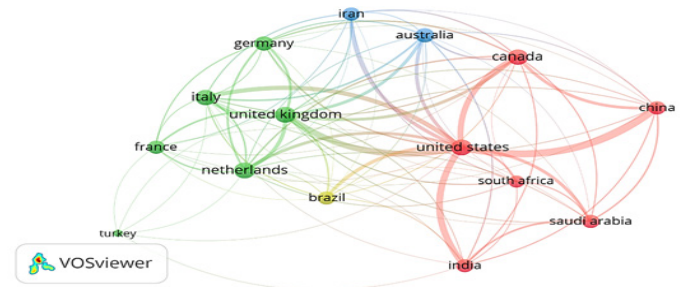 iran
australia
germany
canada
italy
china
united kingdom
france
united states
netherlands
south africa
brazil
saudi arabia
turkey
india
VOSviewer